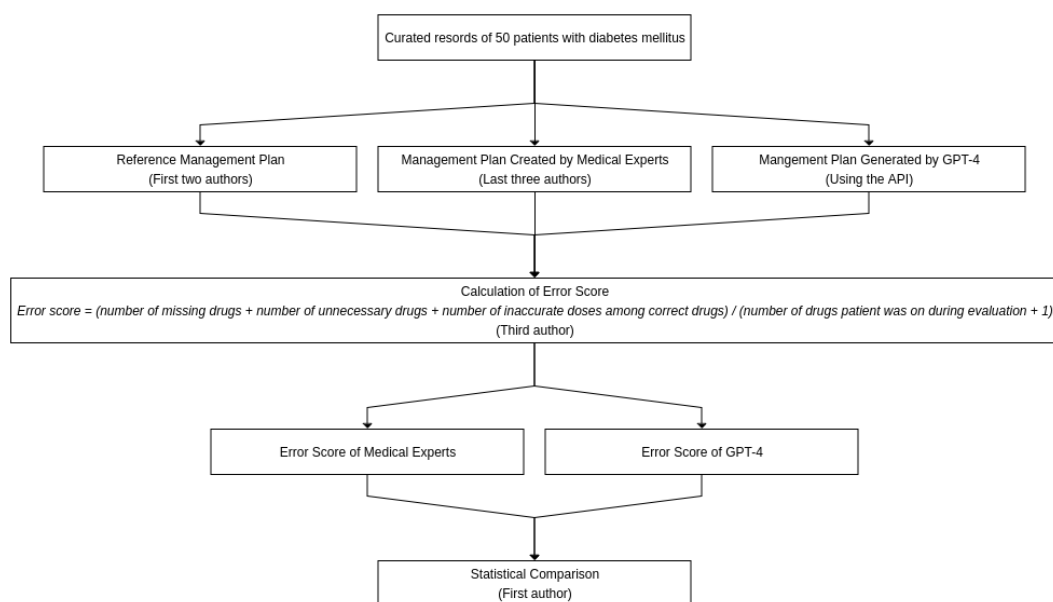 Curated resords of 50 patients with diabetes mellitus
Reference Management Plan
(First two authors)
Management Plan Created by Medical Experts
(Last three authors)
Mangement Plan Generated by GPT-4
(Using the API)
Calculation of Error Score
Error score = (number of missing drugs + number of unnecessary drugs + number of inaccurate doses among correct drugs) / (number of drugs patient was on during evaluation + 1)
(Third author)
Error Score of Medical Experts
Error Score of GPT-4
Statistical Comparison
(First author)